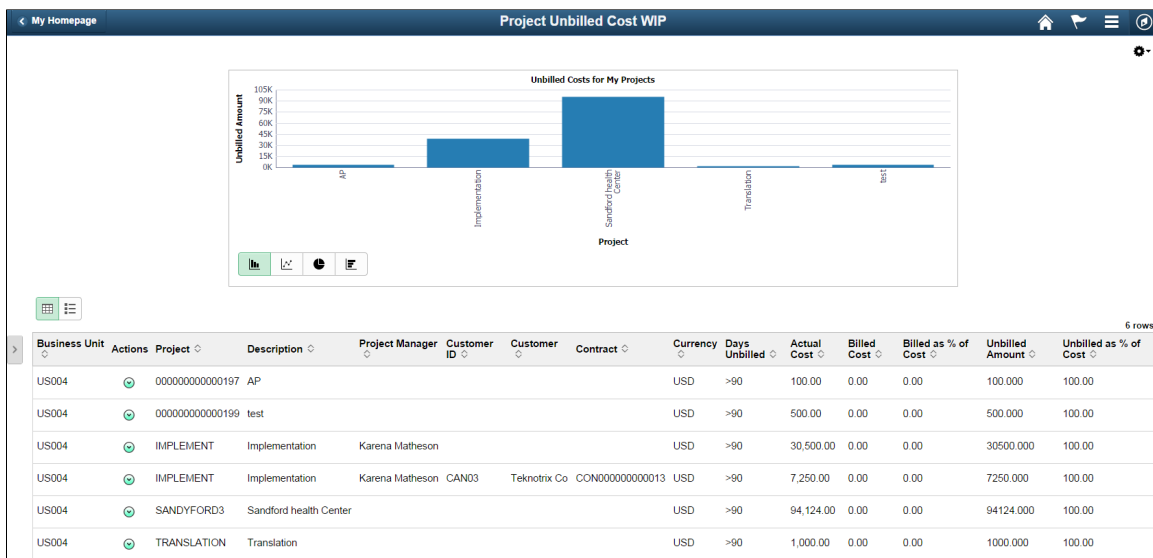 My Homepage
Project Unbilled Cost WIP
Unbilled Costs for My Projects
Unbilled Amount
105K
90K
75K
60K
45K
30K
15K
0K
AP
Implementation
Sandford health
Center
Translation
test
Project
6 rows
Business Unit Actions Project Description Project Manager Customer ID Customer Contract Currency Days Unbilled Actual Cost Billed Cost Billed as % of Cost Unbilled Amount Unbilled as % of Cost
US004 000000000000197 AP USD >90 100.00 0.00 0.00 100.000 100.00
US004 000000000000199 test USD >90 500.00 0.00 0.00 500.000 100.00
US004 IMPLEMENT Implementation Karena Matheson USD >90 30,500.00 0.00 0.00 30500.000 100.00
US004 IMPLEMENT Implementation Karena Matheson CAN03 Teknotrix Co CON000000000013 USD >90 7,250.00 0.00 0.00 7250.000 100.00
US004 SANDYFORD3 Sandford health Center USD >90 94,124.00 0.00 0.00 94124.000 100.00
US004 TRANSLATION Translation USD >90 1,000.00 0.00 0.00 1000.000 100.00